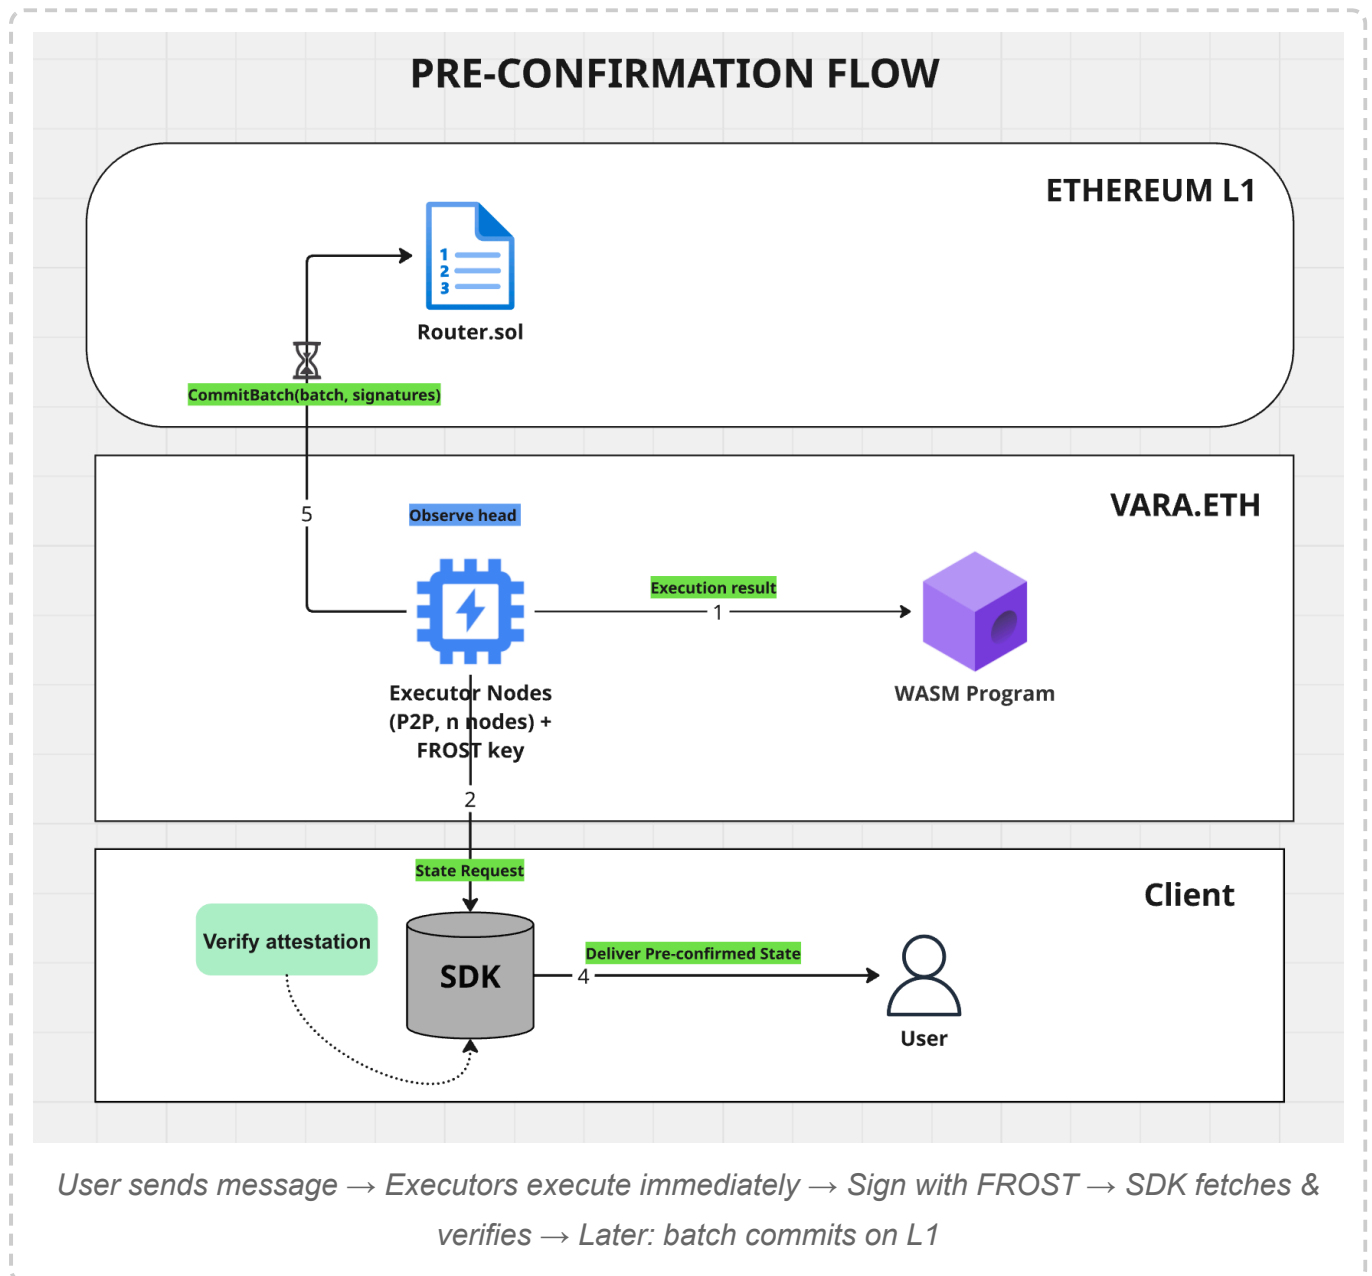 PRE-CONFIRMATION FLOW
ETHEREUM L1
1
2
3
Router.sol
CommitBatch(batch, signatures)
VARA.ETH
5
Observe head
Execution result
1
Executor Nodes
(P2P, n nodes) +
FROST key
WASM Program
2
State Request
Client
Verify attestation
SDK
Deliver Pre-confirmed State
4
User
User sends message → Executors execute immediately → Sign with FROST → SDK fetches &
verifies → Later: batch commits on L1